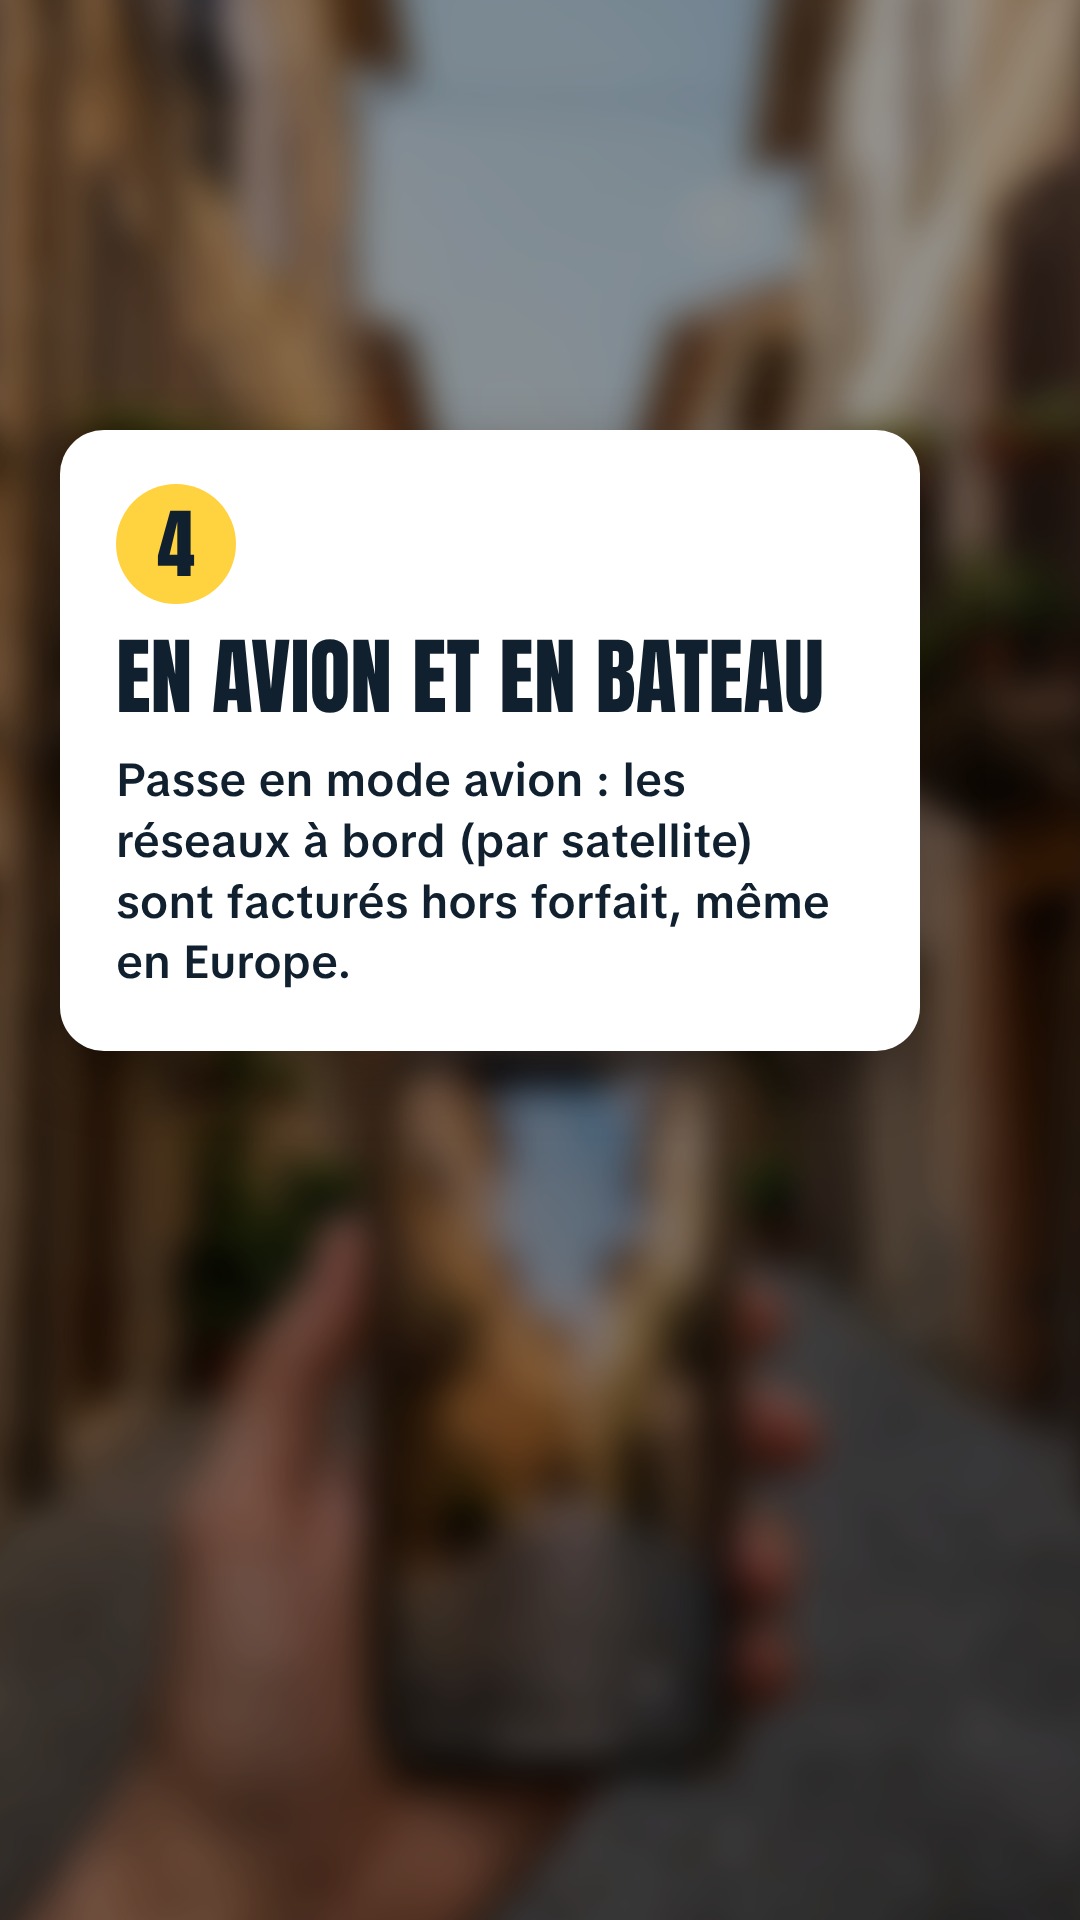 4
EN AVION ET EN BATEAU
Passe en mode avion : les
réseaux à bord (par satellite)
sont facturés hors forfait, même
en Europe.